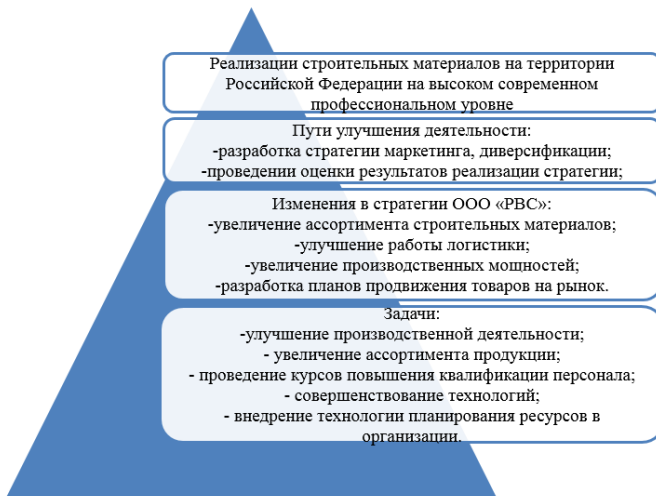 Реализации строительных материалов на территории
Российской Федерации на высоком современном
профессиональном уровне
Пути улучшения деятельности:
-разработка стратегии маркетинга, диверсификации;
-проведении оценки результатов реализации стратегии;
Изменения в стратегии ООО «РВС»:
-увеличение ассортимента строительных материалов;
-улучшение работы логистики;
-увеличение производственных мощностей;
-разработка планов продвижения товаров на рынок.
Задачи:
-улучшение производственной деятельности;
- увеличение ассортимента продукции;
- проведение курсов повышения квалификации персонала;
- совершенствование технологий;
- внедрение технологии планирования ресурсов в
организации.